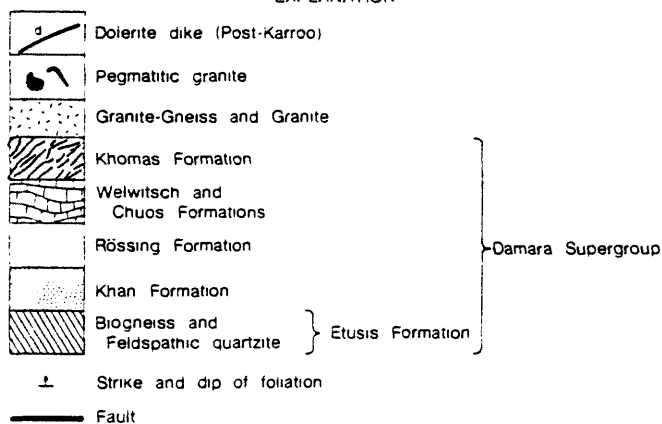 EXPLANATION
d
Dolerite dike (Post-Karroo)
Pegmatitic granite
Granite-Gneiss and Granite
Khomas Formation
Welwitsch and
Chuos Formations
Rössing Formation
Damara Supergroup
Khan Formation
Biogneiss and
Feldspathic quartzite
Etusis Formation
Strike and dip of foliation
Fault